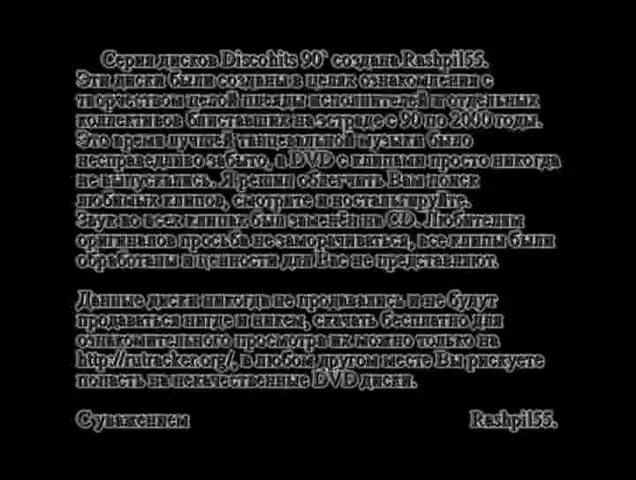 Серия дисков Discohits 90` создана Rashpil55.
Эти диски были созданы в целях ознакомления с
творчеством целой плеяды исполнителей и отдельных
коллективов блиставших на эстраде с 90 по 2000 годы.
Это время лучшей танцевальной музыки было
несправедливо забыто, а DVD с клипами просто никогда
не выпускались. Я решил облегчить Вам поиск
любимых клипов, смотрите и ностальгируйте.
Звук во всех клипах был заменён на CD. Любителям
оригиналов просьба не заморачиваться, все клипы были
обработаны и ценности для Вас не представляют.
Данные диски никогда не продавались и не будут
продаваться нигде и никем, скачать бесплатно для
ознакомительного просмотра их можно только на
http://rutracker.org/, в любом другом месте Вы рискуете
попасть на некачественные DVD диски.
С уважением Rashpil55.